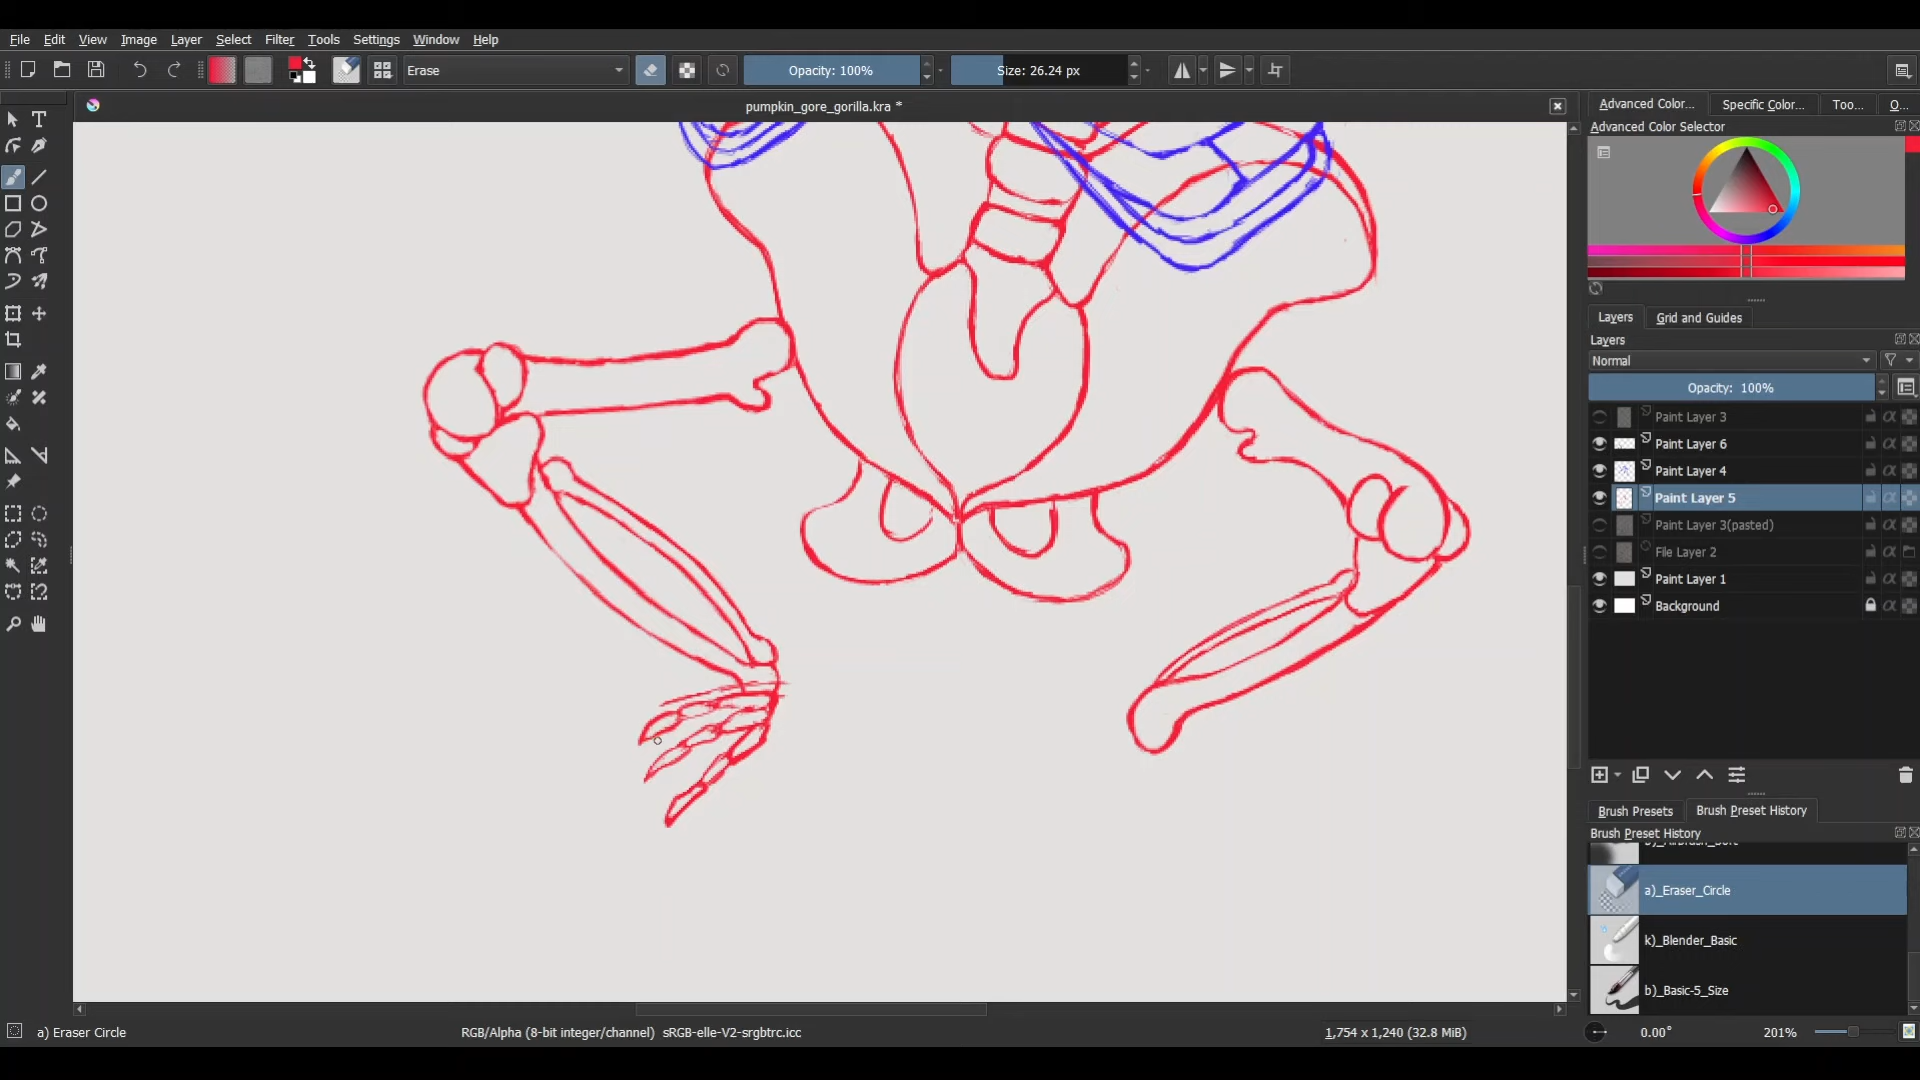 File Edit View Image Layer Select Filter Tools Settings Window Help
Erase Opacity: 100% Size: 26.24 px
pumpkin_gore_gorilla.kra *
Advanced Color... Specific Color... Too... O...
Advanced Color Selector
Layers Grid and Guides
Layers
Normal
Opacity: 100%
Paint Layer 3
Paint Layer 6
Paint Layer 4
Paint Layer 5
Paint Layer 3(pasted)
File Layer 2
Paint Layer 1
Background
Brush Presets Brush Preset History
Brush Preset History
a)_Eraser_Circle
k)_Blender_Basic
b)_Basic-5_Size
a) Eraser Circle RGB/Alpha (8-bit integer/channel) sRGB-elle-V2-srgbtrc.icc 1,754 x 1,240 (32.8 MiB) 0.00° 201%